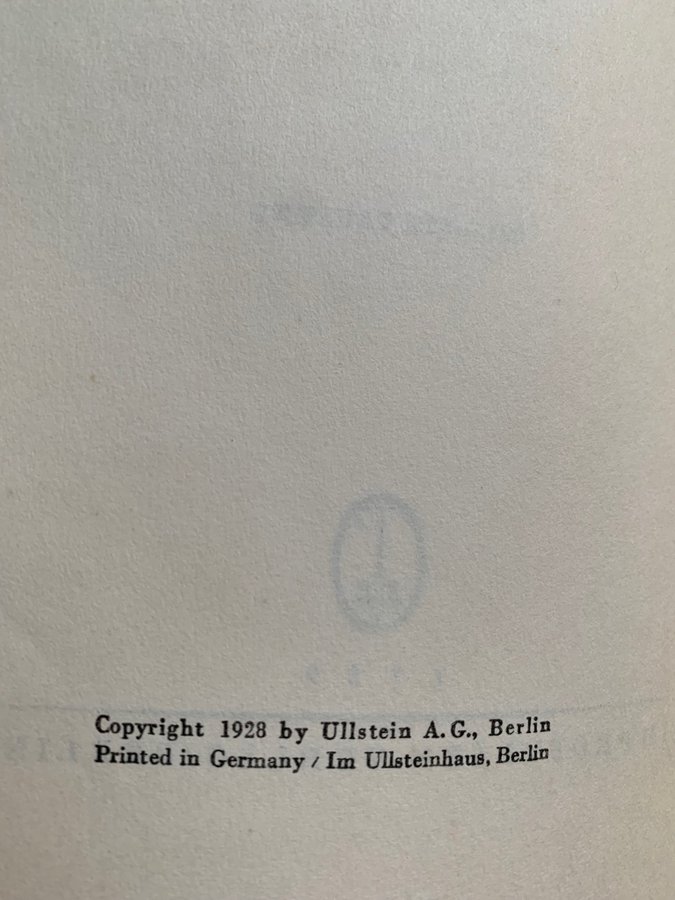 Copyright 1928 by Ullstein A.G., Berlin
Printed in Germany / Im Ullsteinhaus, Berlin